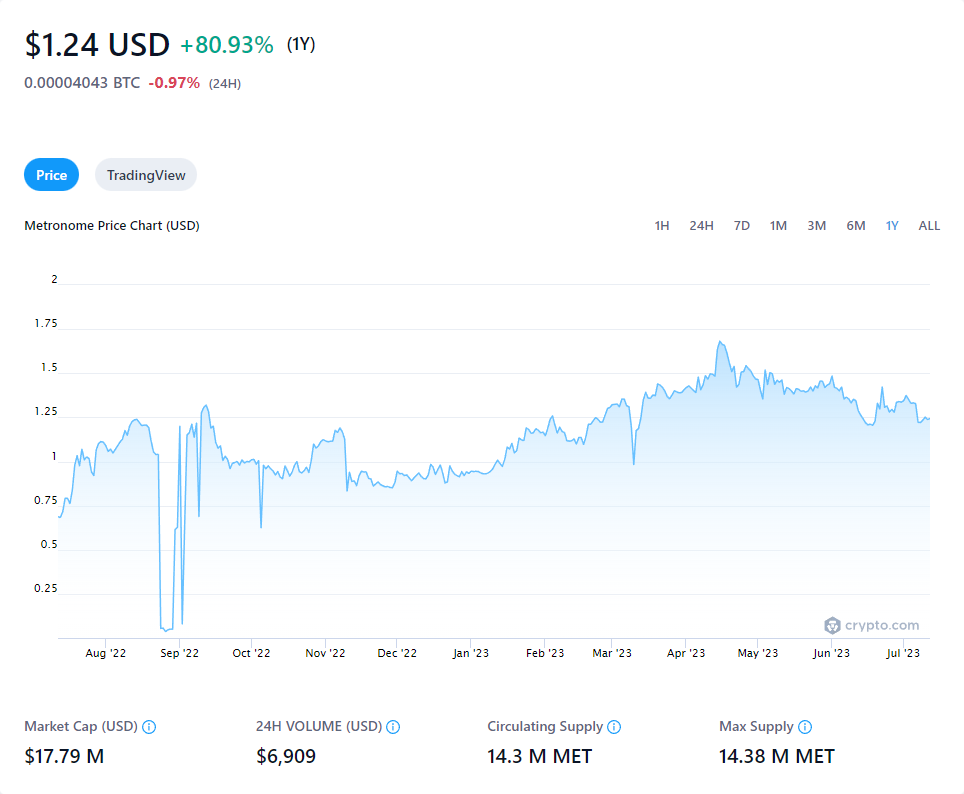 $1.24 USD +80.93% (1Y)
0.00004043 BTC -0.97% (24H)
Price TradingView
Metronome Price Chart (USD) 1H 24H 7D 1M 3M 6M 1Y ALL
2
1.75
1.5
1.25
1
0.75
0.5
0.25
crypto.com
Aug '22 Sep '22 Oct '22 Nov '22 Dec '22 Jan '23 Feb '23 Mar '23 Apr '23 May '23 Jun '23 Jul '23
Market Cap (USD) 24H VOLUME (USD) Circulating Supply Max Supply
$17.79 M $6,909 14.3 M MET 14.38 M MET